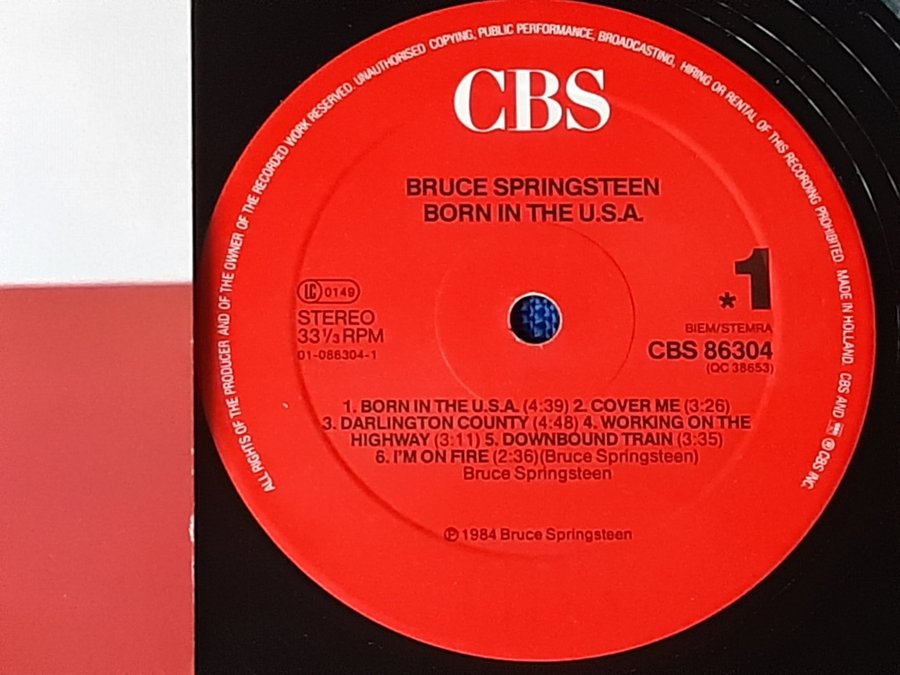 ALL RIGHTS OF THE PRODUCER AND OF THE OWNER OF THE RECORDED WORK RESERVED. UNAUTHORISED COPYING, PUBLIC PERFORMANCE, BROADCASTING, HIRING OR RENTAL OF THIS RECORDING PROHIBITED MADE IN HOLLAND. CBS AND ℗ © CBS INC.
CBS
BRUCE SPRINGSTEEN
BORN IN THE U.S.A.
*1
LC 0149
STEREO
33 1/3 RPM
01-086304-1
BIEM/STEMRA
CBS 86304
(QC 38653)
1. BORN IN THE U.S.A. (4:39) 2. COVER ME (3:26)
3. DARLINGTON COUNTY (4:48) 4. WORKING ON THE
HIGHWAY (3:11) 5. DOWNBOUND TRAIN (3:35)
6. I'M ON FIRE (2:36)(Bruce Springsteen)
Bruce Springsteen
℗ 1984 Bruce Springsteen